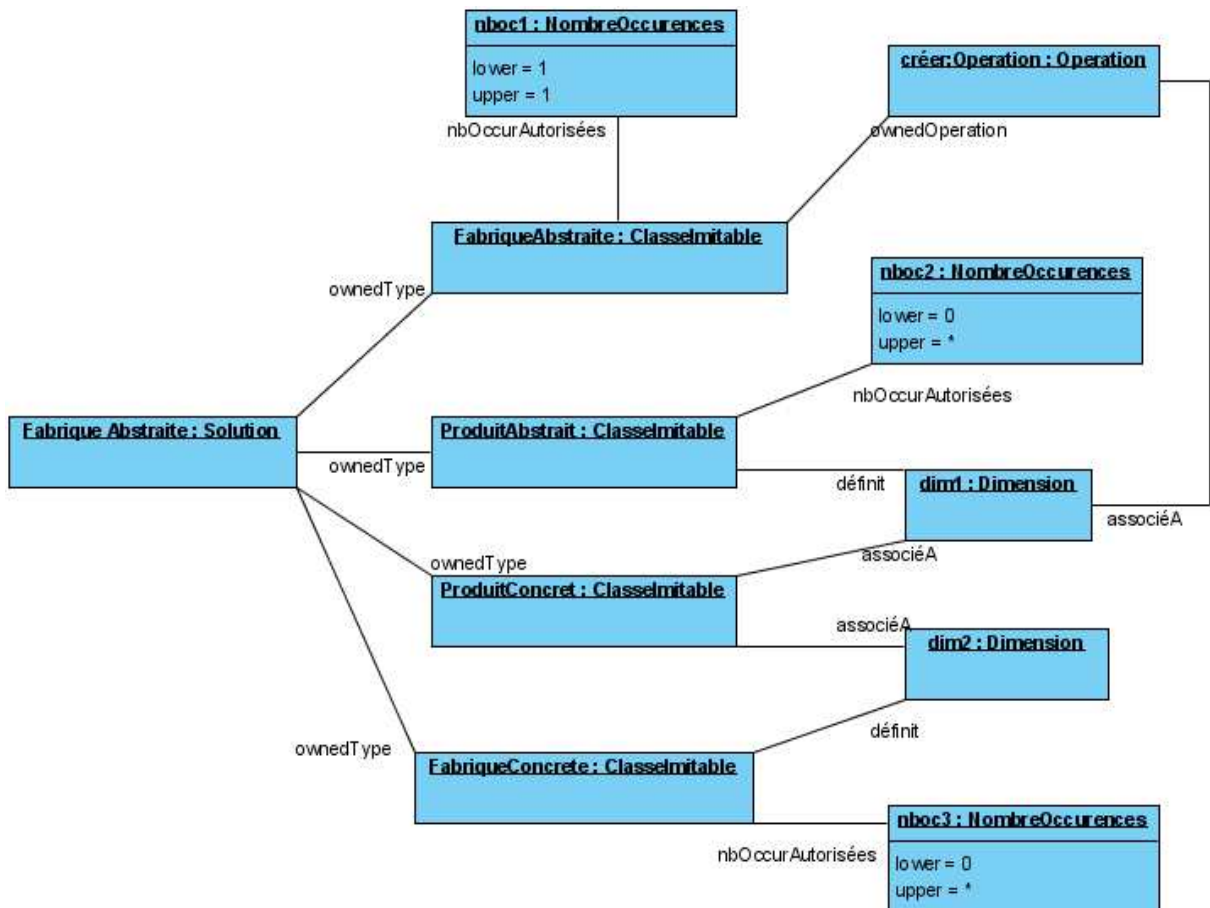 nboc1 : NombreOccurences
lower = 1
upper = 1
nbOccurAutorisées
créer:Operation : Operation
ownedOperation
FabriqueAbstraite : ClasseImitable
ownedType
nboc2 : NombreOccurences
lower = 0
upper = *
nbOccurAutorisées
Fabrique Abstraite : Solution
ProduitAbstrait : ClasseImitable
ownedType
définit
dim1 : Dimension
associéA
associéA
ownedType
ProduitConcret : ClasseImitable
associéA
dim2 : Dimension
définit
ownedType
FabriqueConcrete : ClasseImitable
nboc3 : NombreOccurences
nbOccurAutorisées
lower = 0
upper = *